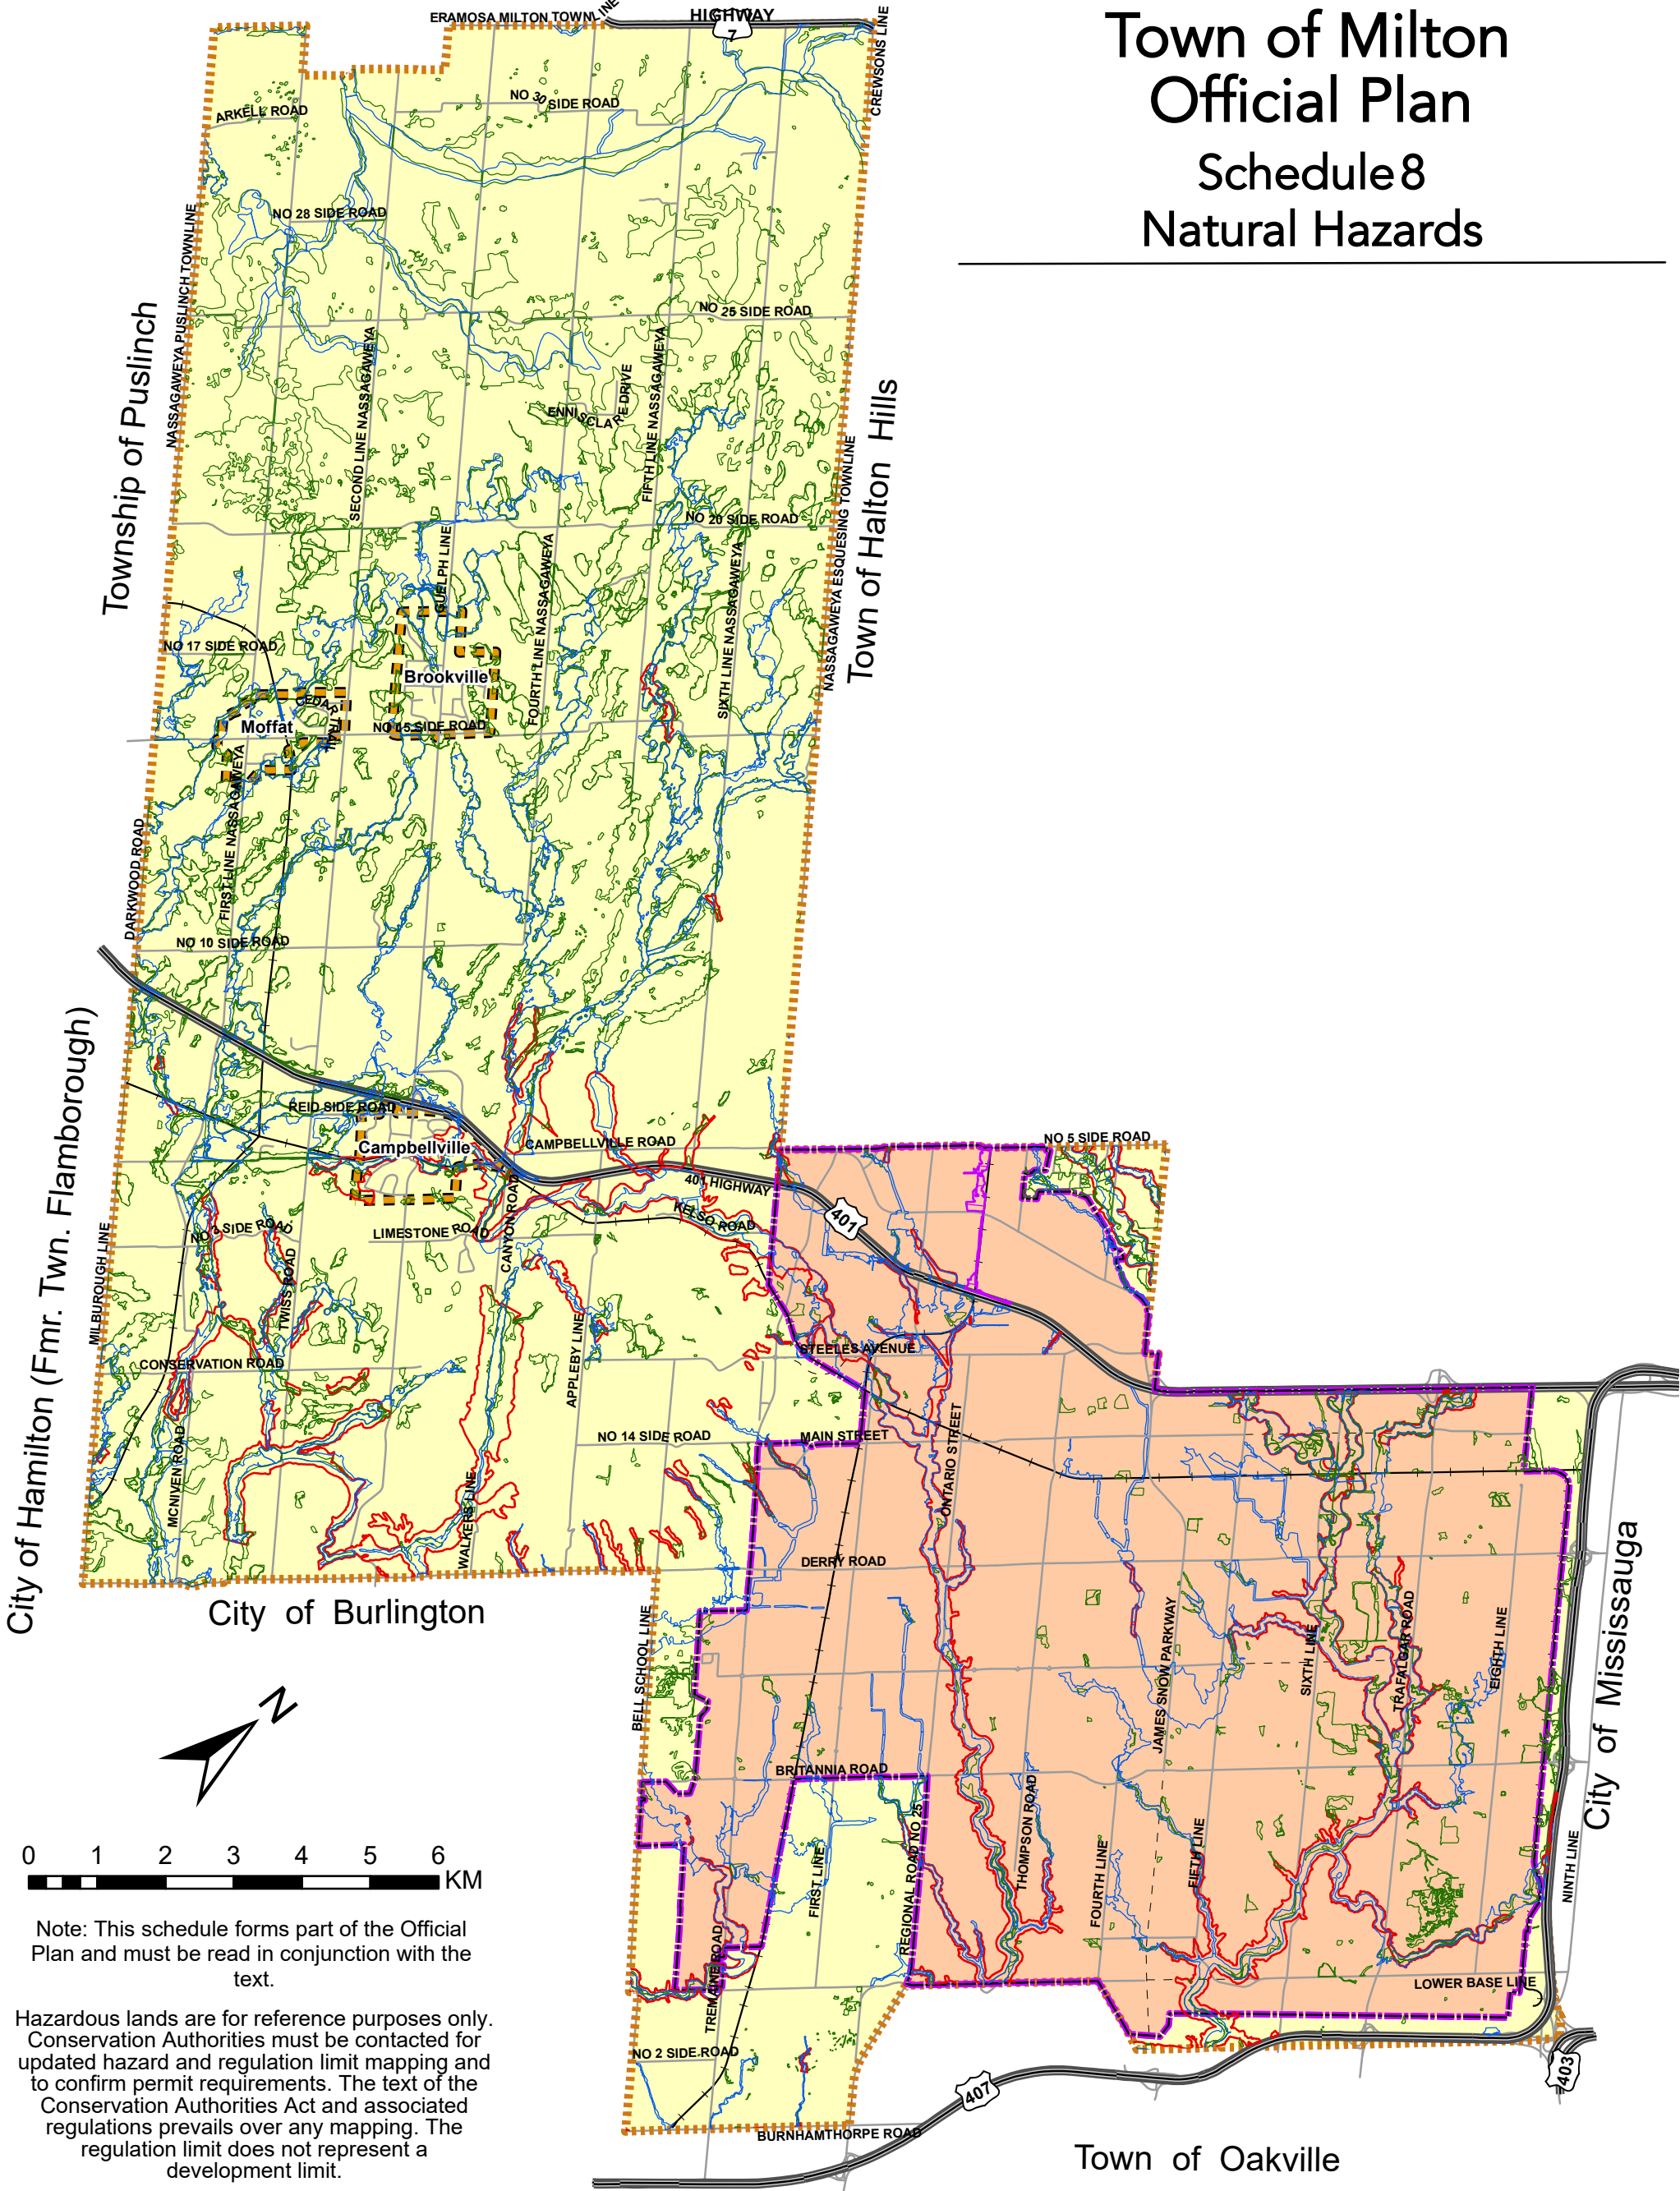 Town of Milton
Official Plan
Schedule 8
Natural Hazards
ERAMOSA MILTON TOWNLINE
HIGHWAY
7
CREWSONS LINE
ARKELL ROAD
NO 30 SIDE ROAD
NO 28 SIDE ROAD
NASSAGAWEYA PUSLINCH TOWNLINE
NO 25 SIDE ROAD
Township of Puslinch
SECOND LINE NASSAGAWEYA
ENNISCLARE DRIVE
FIFTH LINE NASSAGAWEYA
Town of Halton Hills
NASSAGAWEYA ESQUESING TOWNLINE
NO 20 SIDE ROAD
GUELPH LINE
FOURTH LINE NASSAGAWEYA
SIXTH LINE NASSAGAWEYA
NO 17 SIDE ROAD
Brookville
CEDAR TRAIL
Moffat
NO 15 SIDE ROAD
FIRST LINE NASSAGAWEYA
DARKWOOD ROAD
NO 10 SIDE ROAD
City of Hamilton (Fmr. Twn. Flamborough)
REID SIDE ROAD
Campbellville
CAMPBELLVILLE ROAD
NO 5 SIDE ROAD
401 HIGHWAY
401
KELSO ROAD
NO 3 SIDE ROAD
LIMESTONE ROAD
CANYON ROAD
MILBOROUGH LINE
TWISS ROAD
APPLEBY LINE
STEELES AVENUE
CONSERVATION ROAD
NO 14 SIDE ROAD
MAIN STREET
ONTARIO STREET
MCNIVEN ROAD
WALKERS LINE
DERRY ROAD
City of Burlington
BELL SCHOOL LINE
JAMES SNOW PARKWAY
SIXTH LINE
TRAFALGAR ROAD
EIGHTH LINE
City of Mississauga
N
BRITANNIA ROAD
FIRST LINE
REGIONAL ROAD NO 25
THOMPSON ROAD
FOURTH LINE
FIFTH LINE
NINTH LINE
0 1 2 3 4 5 6
KM
TREMAINE ROAD
LOWER BASE LINE
NO 2 SIDE ROAD
407
403
BURNHAMTHORPE ROAD
Town of Oakville
Note: This schedule forms part of the Official
Plan and must be read in conjunction with the
text.
Hazardous lands are for reference purposes only.
Conservation Authorities must be contacted for
updated hazard and regulation limit mapping and
to confirm permit requirements. The text of the
Conservation Authorities Act and associated
regulations prevails over any mapping. The
regulation limit does not represent a
development limit.